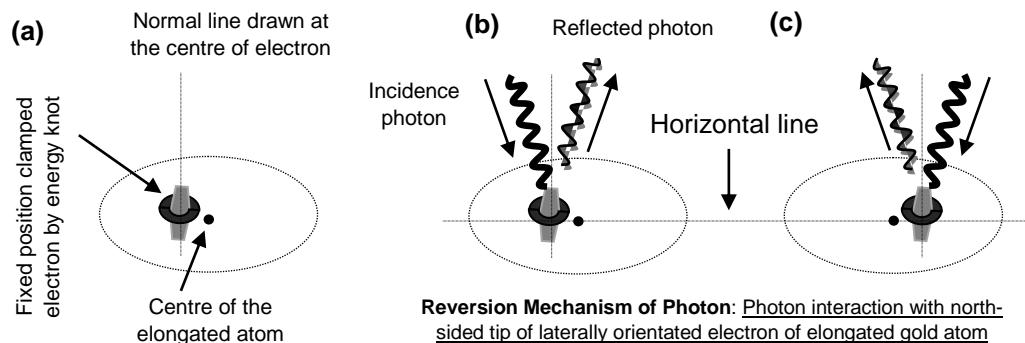 (a)
Normal line drawn at
the centre of electron
Fixed position clamped
electron by energy knot
Centre of the
elongated atom
(b)
Reflected photon
(c)
Incidence
photon
Horizontal line
Reversion Mechanism of Photon: Photon interaction with north-
sided tip of laterally orientated electron of elongated gold atom